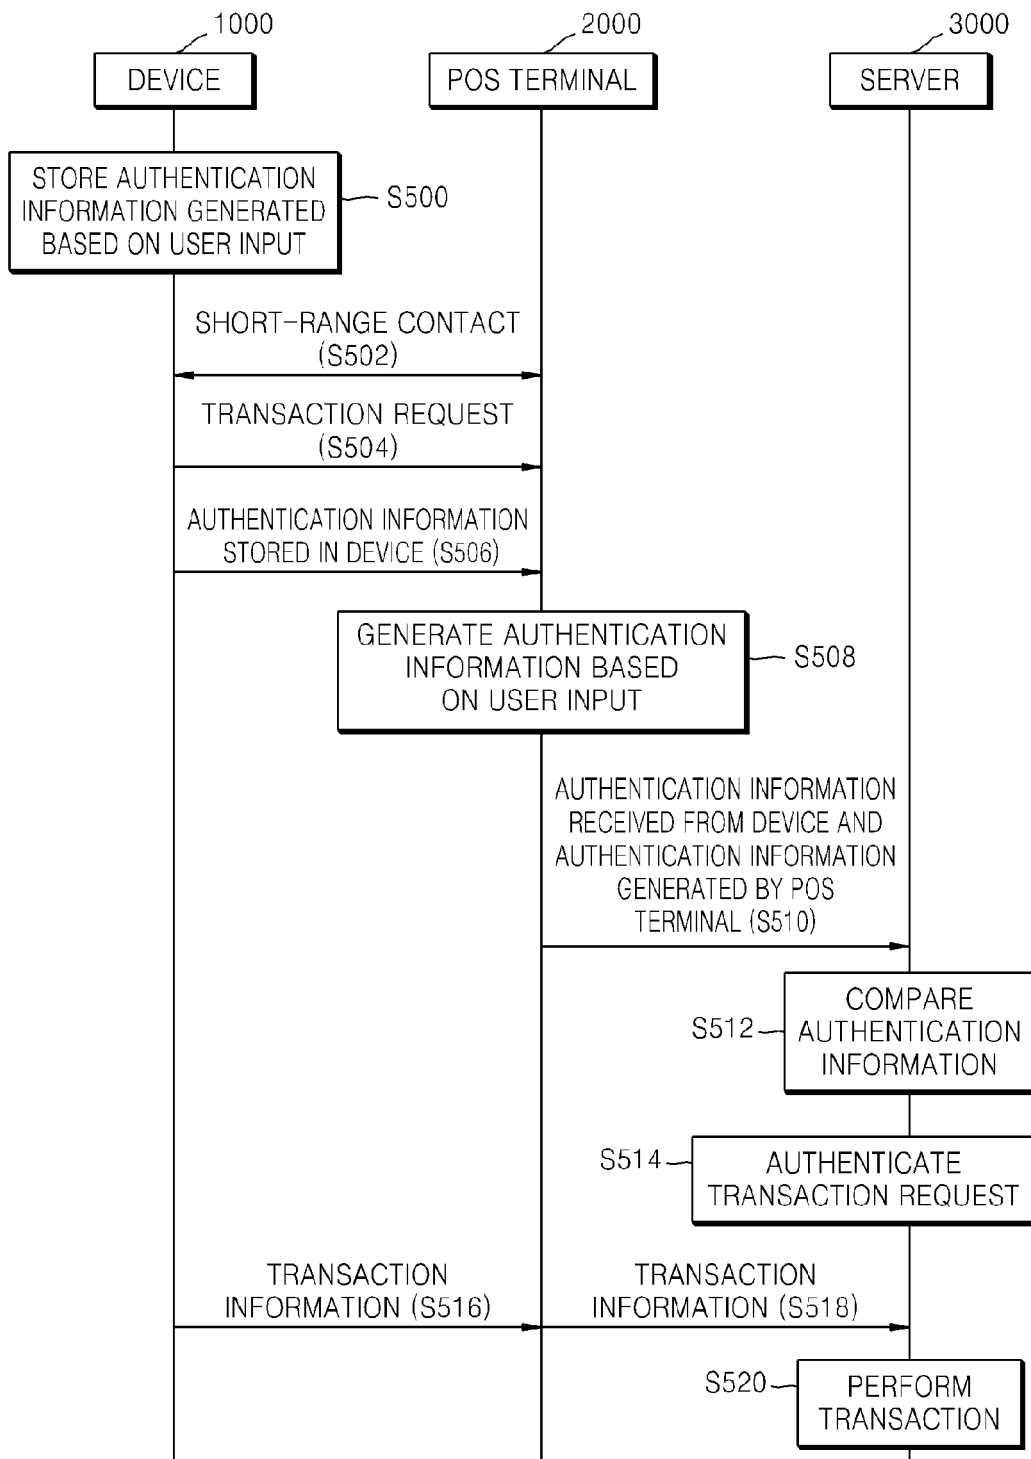 1000
2000
3000
DEVICE
POS TERMINAL
SERVER
STORE AUTHENTICATION
INFORMATION GENERATED
BASED ON USER INPUT
S500
SHORT-RANGE CONTACT
(S502)
TRANSACTION REQUEST
(S504)
AUTHENTICATION INFORMATION
STORED IN DEVICE (S506)
GENERATE AUTHENTICATION
INFORMATION BASED
ON USER INPUT
S508
AUTHENTICATION INFORMATION
RECEIVED FROM DEVICE AND
AUTHENTICATION INFORMATION
GENERATED BY POS
TERMINAL (S510)
S512
COMPARE
AUTHENTICATION
INFORMATION
S514
AUTHENTICATE
TRANSACTION REQUEST
TRANSACTION
INFORMATION (S516)
TRANSACTION
INFORMATION (S518)
S520
PERFORM
TRANSACTION